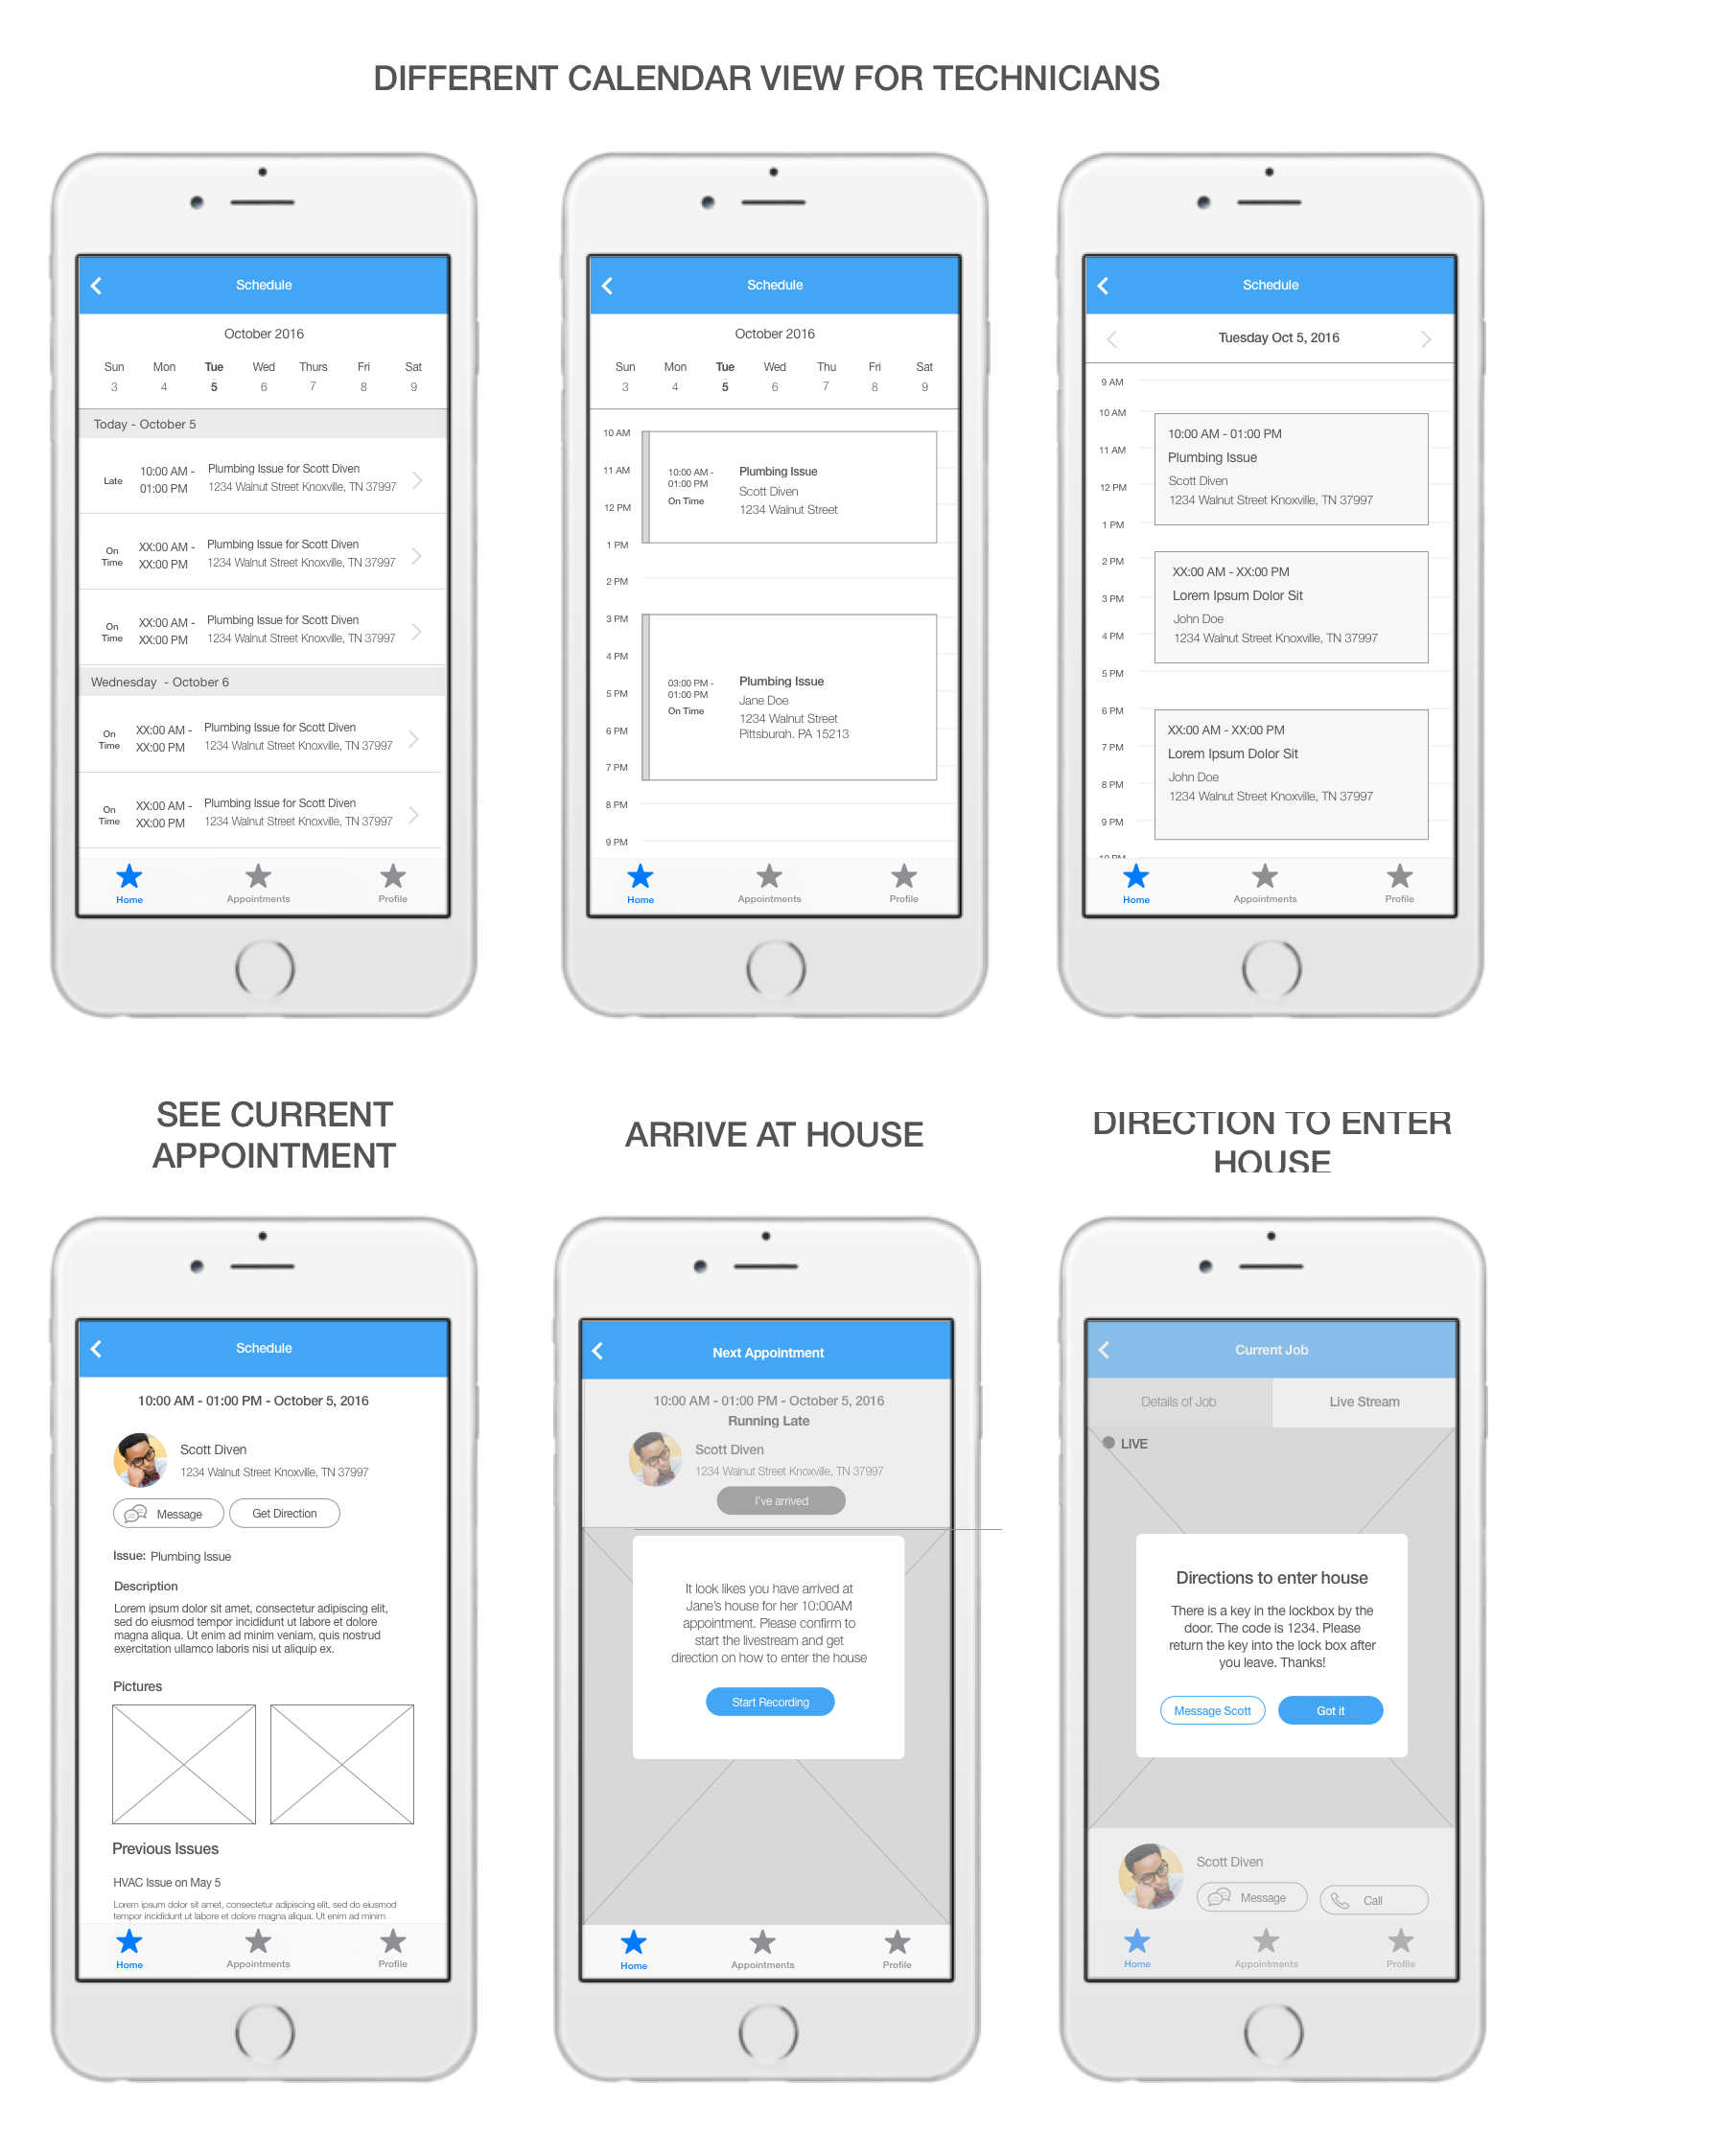 DIFFERENT CALENDAR VIEW FOR TECHNICIANS
Schedule
October 2016
Sun Mon Tue Wed Thurs Fri Sat
3 4 5 6 7 8 9
Today - October 5
Late
10:00 AM -
01:00 PM
Plumbing Issue for Scott Diven
1234 Walnut Street Knoxville, TN 37997
On
Time
XX:00 AM -
XX:00 PM
Plumbing Issue for Scott Diven
1234 Walnut Street Knoxville, TN 37997
On
Time
XX:00 AM -
XX:00 PM
Plumbing Issue for Scott Diven
1234 Walnut Street Knoxville, TN 37997
Wednesday - October 6
On
Time
XX:00 AM -
XX:00 PM
Plumbing Issue for Scott Diven
1234 Walnut Street Knoxville, TN 37997
On
Time
XX:00 AM -
XX:00 PM
Plumbing Issue for Scott Diven
1234 Walnut Street Knoxville, TN 37997
Home Appointments Profile
Schedule
October 2016
Sun Mon Tue Wed Thu Fri Sat
3 4 5 6 7 8 9
10 AM
11 AM
12 PM
1 PM
2 PM
3 PM
4 PM
5 PM
6 PM
7 PM
8 PM
9 PM
10:00 AM -
01:00 PM
On Time
Plumbing Issue
Scott Diven
1234 Walnut Street
03:00 PM -
01:00 PM
On Time
Plumbing Issue
Jane Doe
1234 Walnut Street
Pittsburgh, PA 15213
Home Appointments Profile
Schedule
Tuesday Oct 5, 2016
9 AM
10 AM
11 AM
12 PM
1 PM
2 PM
3 PM
4 PM
5 PM
6 PM
7 PM
8 PM
9 PM
10 PM
10:00 AM - 01:00 PM
Plumbing Issue
Scott Diven
1234 Walnut Street Knoxville, TN 37997
XX:00 AM - XX:00 PM
Lorem Ipsum Dolor Sit
John Doe
1234 Walnut Street Knoxville, TN 37997
XX:00 AM - XX:00 PM
Lorem Ipsum Dolor Sit
John Doe
1234 Walnut Street Knoxville, TN 37997
Home Appointments Profile
SEE CURRENT
APPOINTMENT
Schedule
10:00 AM - 01:00 PM - October 5, 2016
Scott Diven
1234 Walnut Street Knoxville, TN 37997
Message Get Direction
Issue: Plumbing Issue
Description
Lorem ipsum dolor sit amet, consectetur adipiscing elit,
sed do eiusmod tempor incididunt ut labore et dolore
magna aliqua. Ut enim ad minim veniam, quis nostrud
exercitation ullamco laboris nisi ut aliquip ex.
Pictures
Previous Issues
HVAC Issue on May 5
Lorem ipsum dolor sit amet, consectetur adipiscing elit, sed do eiusmod
tempor incididunt ut labore et dolore magna aliqua. Ut enim ad minim
Home Appointments Profile
ARRIVE AT HOUSE
Next Appointment
10:00 AM - 01:00 PM - October 5, 2016
Running Late
Scott Diven
1234 Walnut Street Knoxville, TN 37997
I've arrived
It look likes you have arrived at
Jane's house for her 10:00AM
appointment. Please confirm to
start the livestream and get
direction on how to enter the house
Start Recording
Home Appointments Profile
DIRECTION TO ENTER
HOUSE
Current Job
Details of Job Live Stream
LIVE
Directions to enter house
There is a key in the lockbox by the
door. The code is 1234. Please
return the key into the lock box after
you leave. Thanks!
Message Scott Got it
Scott Diven
Message Call
Home Appointments Profile